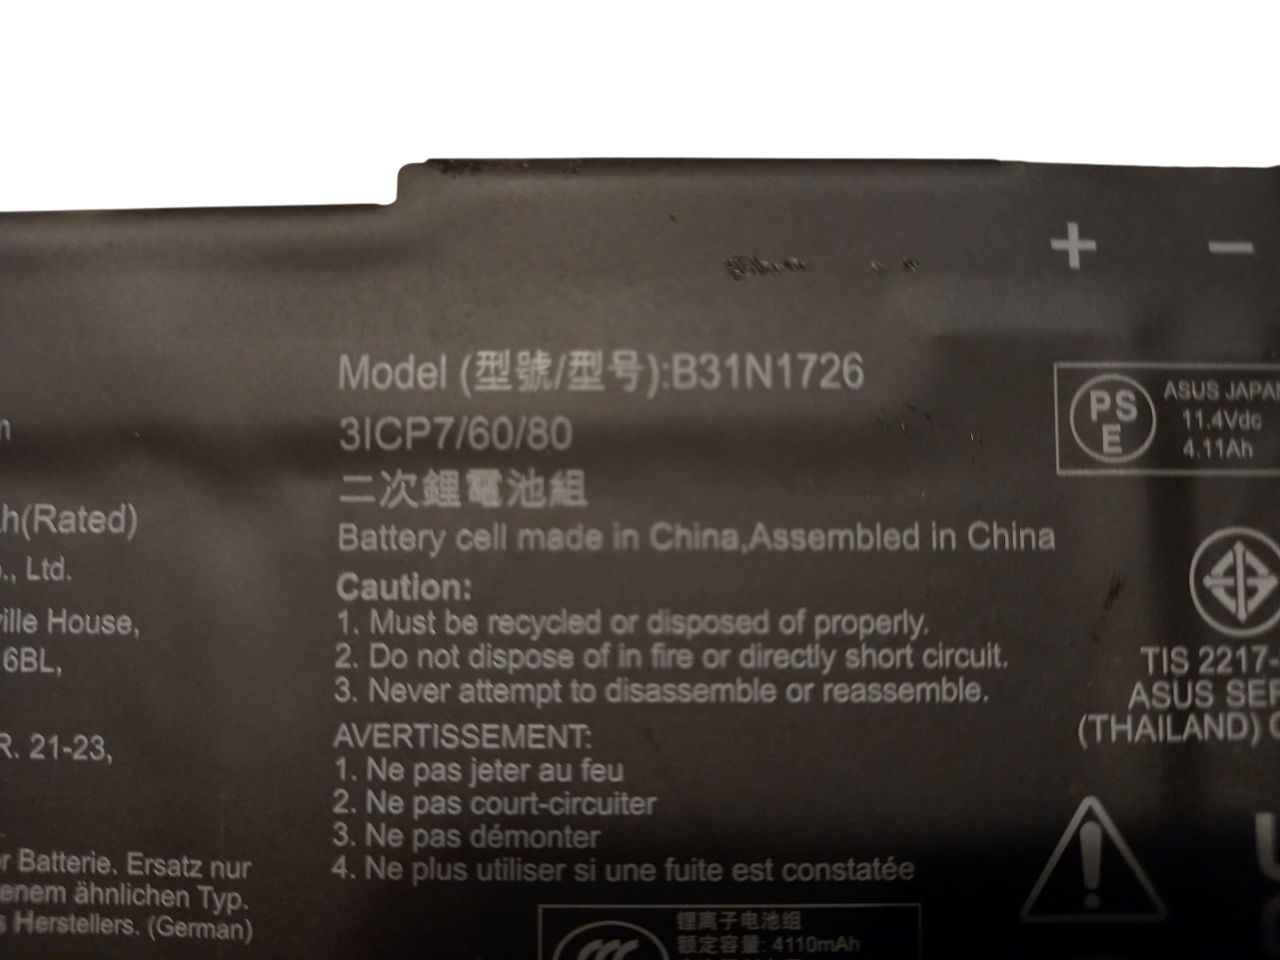 + −
Model (型號/型号):B31N1726
3ICP7/60/80
二次鋰電池組
Battery cell made in China,Assembled in China
Caution:
1. Must be recycled or disposed of properly.
2. Do not dispose of in fire or directly short circuit.
3. Never attempt to disassemble or reassemble.
AVERTISSEMENT:
1. Ne pas jeter au feu
2. Ne pas court-circuiter
3. Ne pas démonter
4. Ne plus utiliser si une fuite est constatée
锂离子电池组
额定容量: 4110mAh
h(Rated)
., Ltd.
ville House,
6BL,
R. 21-23,
r Batterie. Ersatz nur
enem ähnlichen Typ.
s Herstellers. (German)
PS
E
ASUS JAPAN
11.4Vdc
4.11Ah
TIS 2217-
ASUS SER
(THAILAND)